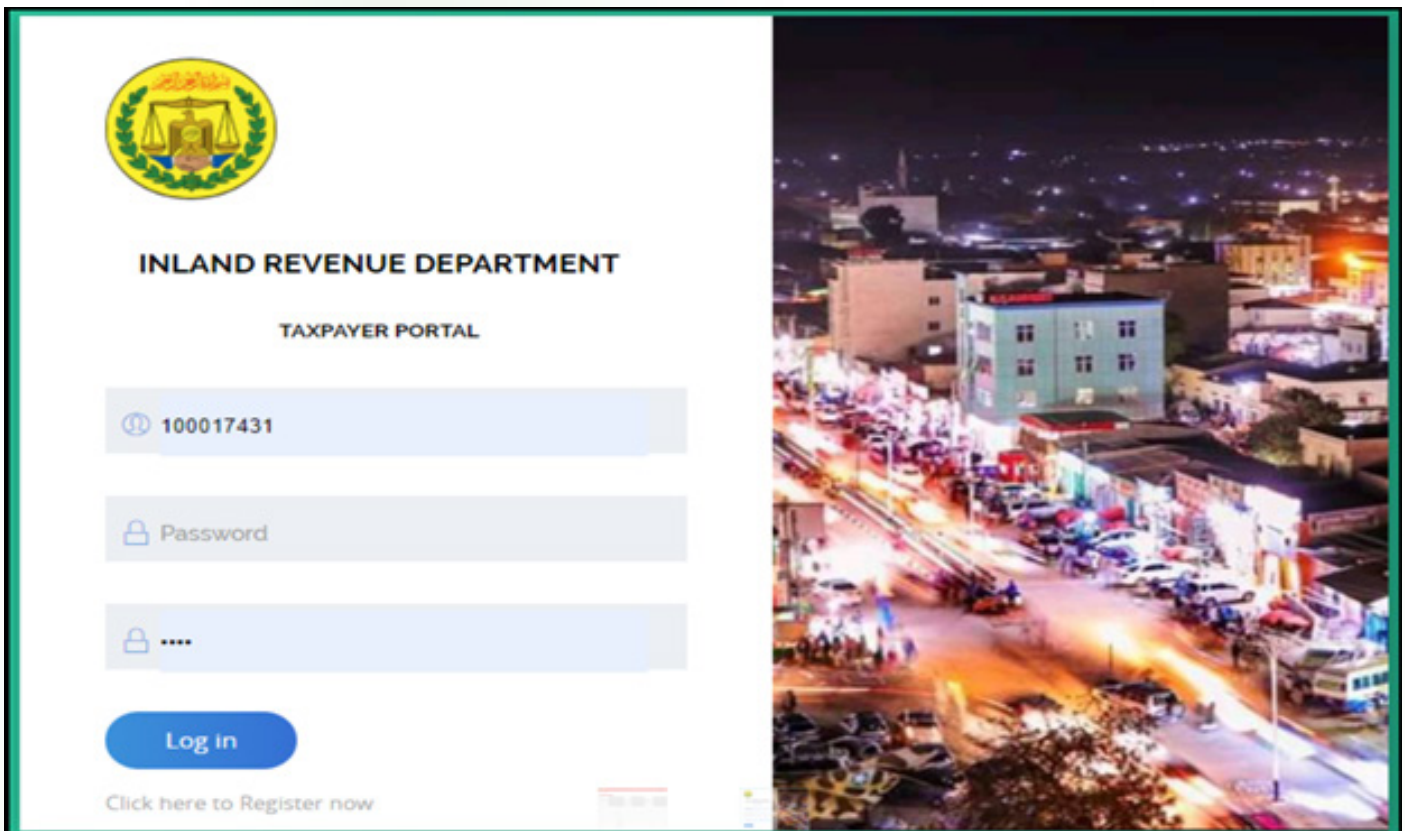 INLAND REVENUE DEPARTMENT
TAXPAYER PORTAL
100017431
Password
••••
Log in
Click here to Register now